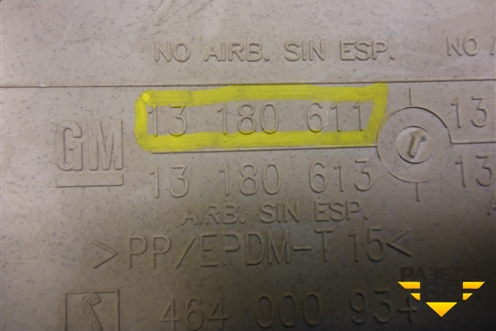 NO AIRB. SIN ESP. NO
13 180 611 13
GM
13 180 613 13
AIRB. SIN ESP.
>PP/EPDM-T 15<
464 000 934